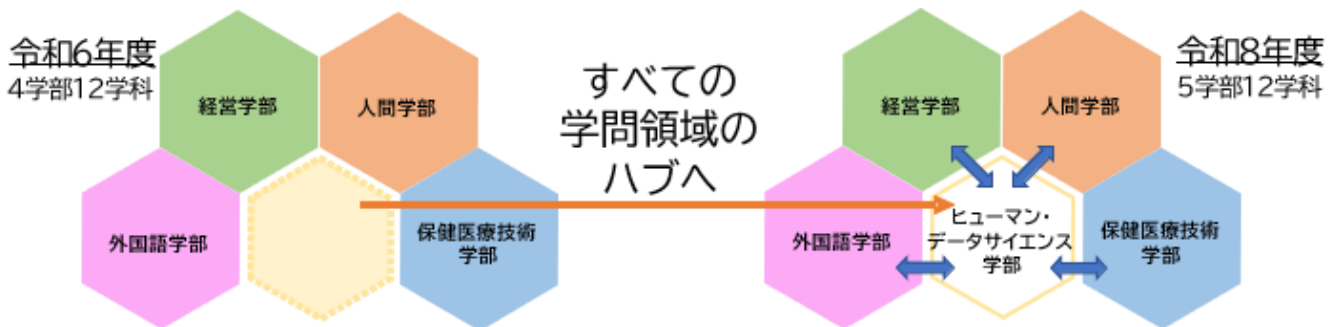 令和6年度
4学部12学科
経営学部
人間学部
外国語学部
保健医療技術
学部
すべての
学問領域の
ハブへ
令和8年度
5学部12学科
経営学部
人間学部
外国語学部
ヒューマン・
データサイエンス
学部
保健医療技術
学部